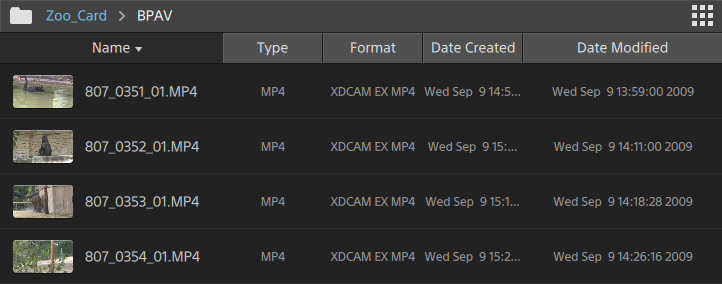 Zoo_Card > BPAV
Name Type Format Date Created Date Modified
807_0351_01.MP4 MP4 XDCAM EX MP4 Wed Sep 9 14:5... Wed Sep 9 13:59:00 2009
807_0352_01.MP4 MP4 XDCAM EX MP4 Wed Sep 9 15:... Wed Sep 9 14:11:00 2009
807_0353_01.MP4 MP4 XDCAM EX MP4 Wed Sep 9 15:1... Wed Sep 9 14:18:28 2009
807_0354_01.MP4 MP4 XDCAM EX MP4 Wed Sep 9 15:2... Wed Sep 9 14:26:16 2009